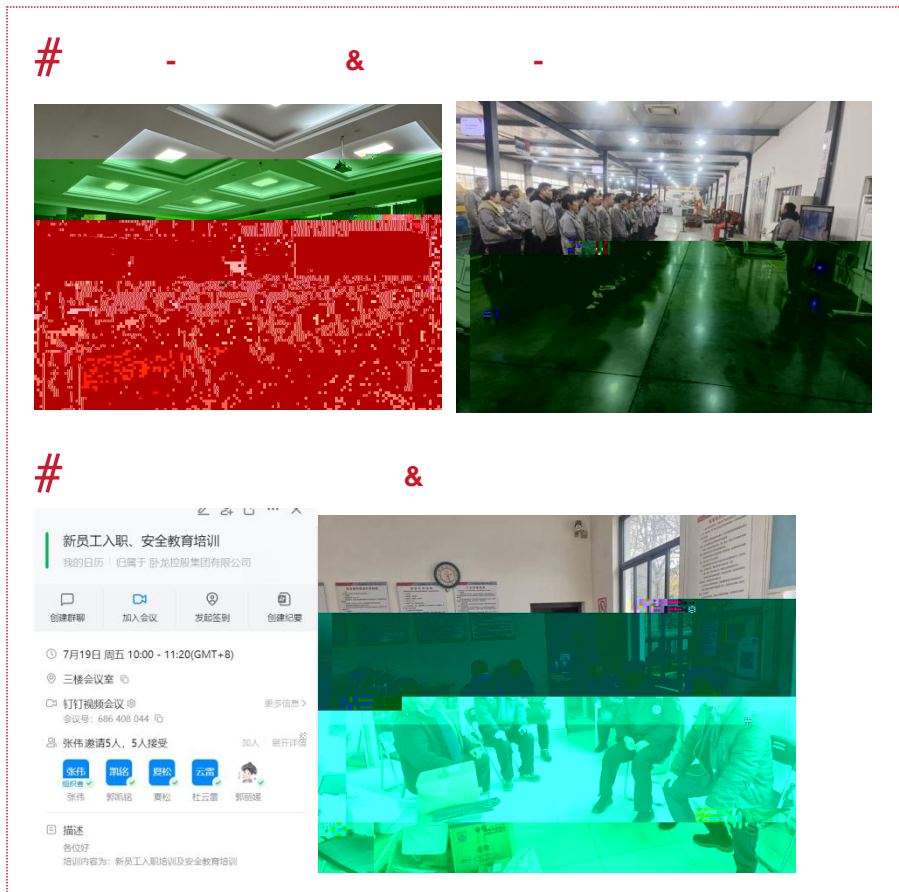 # - & -
# &
新员工入职、安全教育培训
我的日历 | 归属于 卧龙控股集团有限公司
创建群聊 加入会议 发起签到 创建纪要
7月19日 周五 10:00 - 11:20(GMT+8)
三楼会议室
钉钉视频会议 更多信息 >
会议号：686 408 044
张伟邀请5人，5人接受 加入 展开详情
张伟 凯铭 夏松 云雷
组织者
张伟 郭凯铭 夏松 杜云雷 郭丽媛
描述
各位好
培训内容为：新员工入职培训及安全教育培训